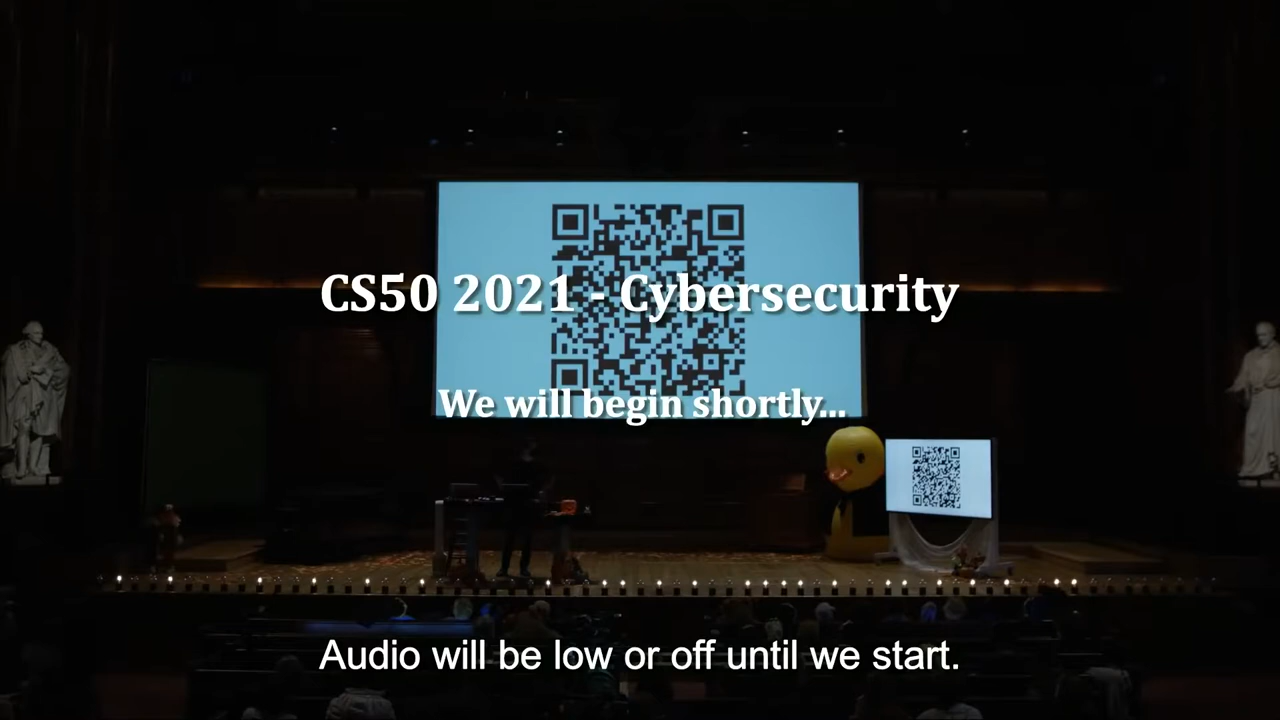 CS50 2021 - Cybersecurity
We will begin shortly...
Audio will be low or off until we start.